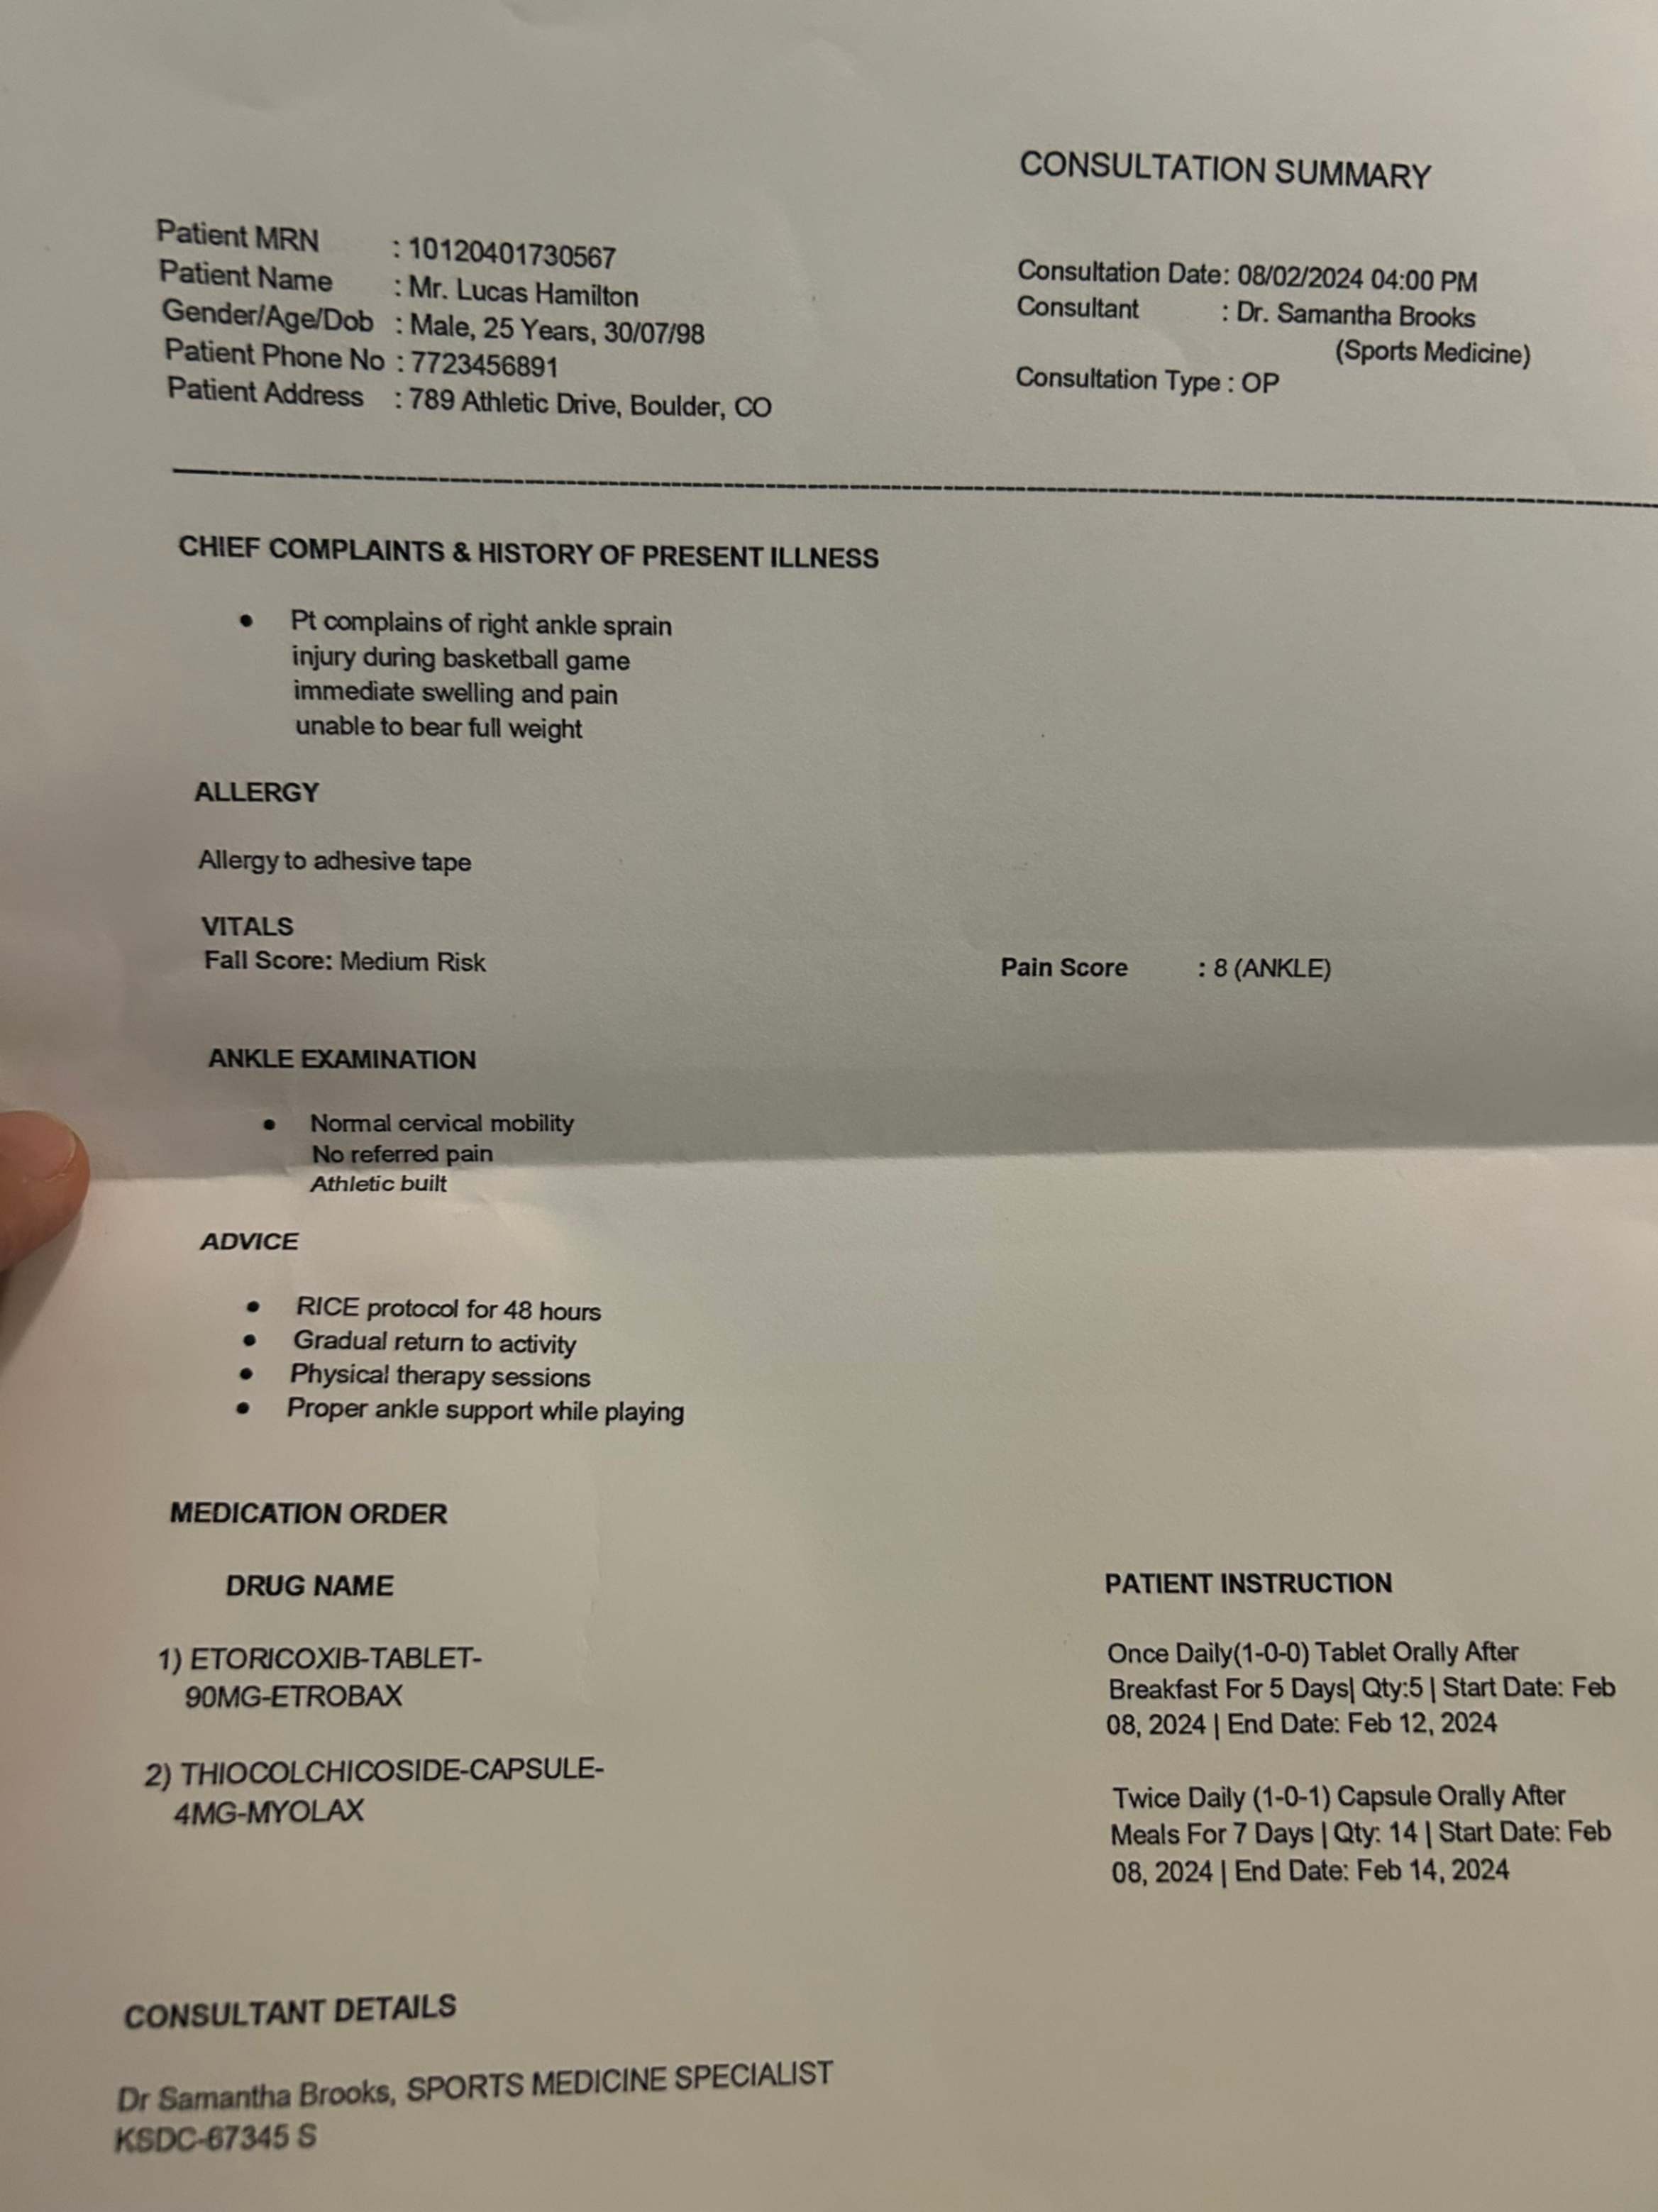 CONSULTATION SUMMARY
Patient MRN : 10120401730567
Patient Name : Mr. Lucas Hamilton
Gender/Age/Dob : Male, 25 Years, 30/07/98
Patient Phone No : 7723456891
Patient Address : 789 Athletic Drive, Boulder, CO
Consultation Date: 08/02/2024 04:00 PM
Consultant : Dr. Samantha Brooks
(Sports Medicine)
Consultation Type : OP
CHIEF COMPLAINTS & HISTORY OF PRESENT ILLNESS
• Pt complains of right ankle sprain
injury during basketball game
immediate swelling and pain
unable to bear full weight
ALLERGY
Allergy to adhesive tape
VITALS
Fall Score: Medium Risk
Pain Score : 8 (ANKLE)
ANKLE EXAMINATION
• Normal cervical mobility
No referred pain
Athletic built
ADVICE
• RICE protocol for 48 hours
• Gradual return to activity
• Physical therapy sessions
• Proper ankle support while playing
MEDICATION ORDER
DRUG NAME
PATIENT INSTRUCTION
1) ETORICOXIB-TABLET-
90MG-ETROBAX
Once Daily(1-0-0) Tablet Orally After
Breakfast For 5 Days| Qty:5 | Start Date: Feb
08, 2024 | End Date: Feb 12, 2024
2) THIOCOLCHICOSIDE-CAPSULE-
4MG-MYOLAX
Twice Daily (1-0-1) Capsule Orally After
Meals For 7 Days | Qty: 14 | Start Date: Feb
08, 2024 | End Date: Feb 14, 2024
CONSULTANT DETAILS
Dr Samantha Brooks, SPORTS MEDICINE SPECIALIST
KSDC-67345 S